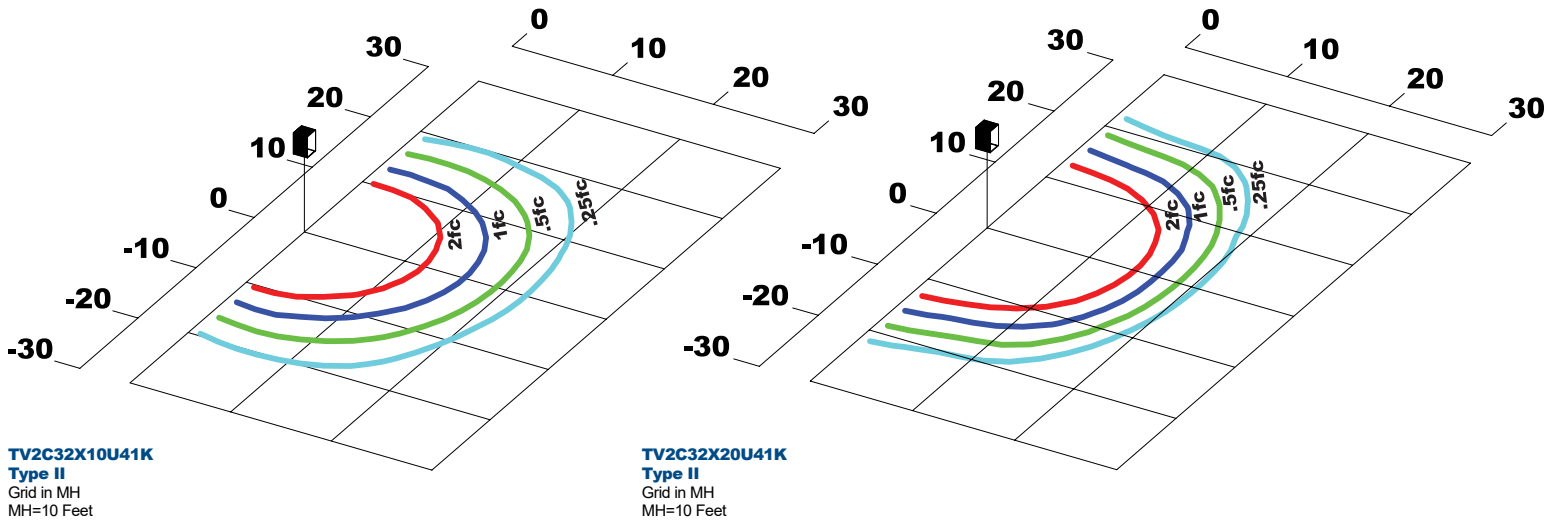 0
10
20
30
30
20
10
0
-10
-20
-30
2fc
1fc
.5fc
.25fc
TV2C32X10U41K
Type II
Grid in MH
MH=10 Feet
0
10
20
30
30
20
10
0
-10
-20
-30
2fc
1fc
.5fc
.25fc
TV2C32X20U41K
Type II
Grid in MH
MH=10 Feet